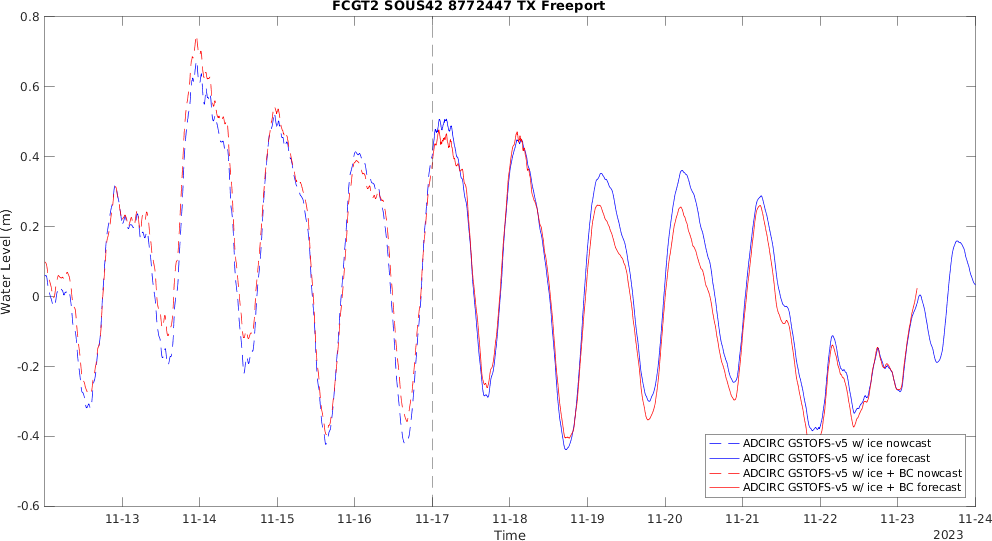 FCGT2 SOUS42 8772447 TX Freeport
0.8
0.6
0.4
0.2
0
-0.2
-0.4
-0.6
Water Level (m)
ADCIRC GSTOFS-v5 w/ ice nowcast
ADCIRC GSTOFS-v5 w/ ice forecast
ADCIRC GSTOFS-v5 w/ ice + BC nowcast
ADCIRC GSTOFS-v5 w/ ice + BC forecast
11-13 11-14 11-15 11-16 11-17 11-18 11-19 11-20 11-21 11-22 11-23 11-24
Time
2023